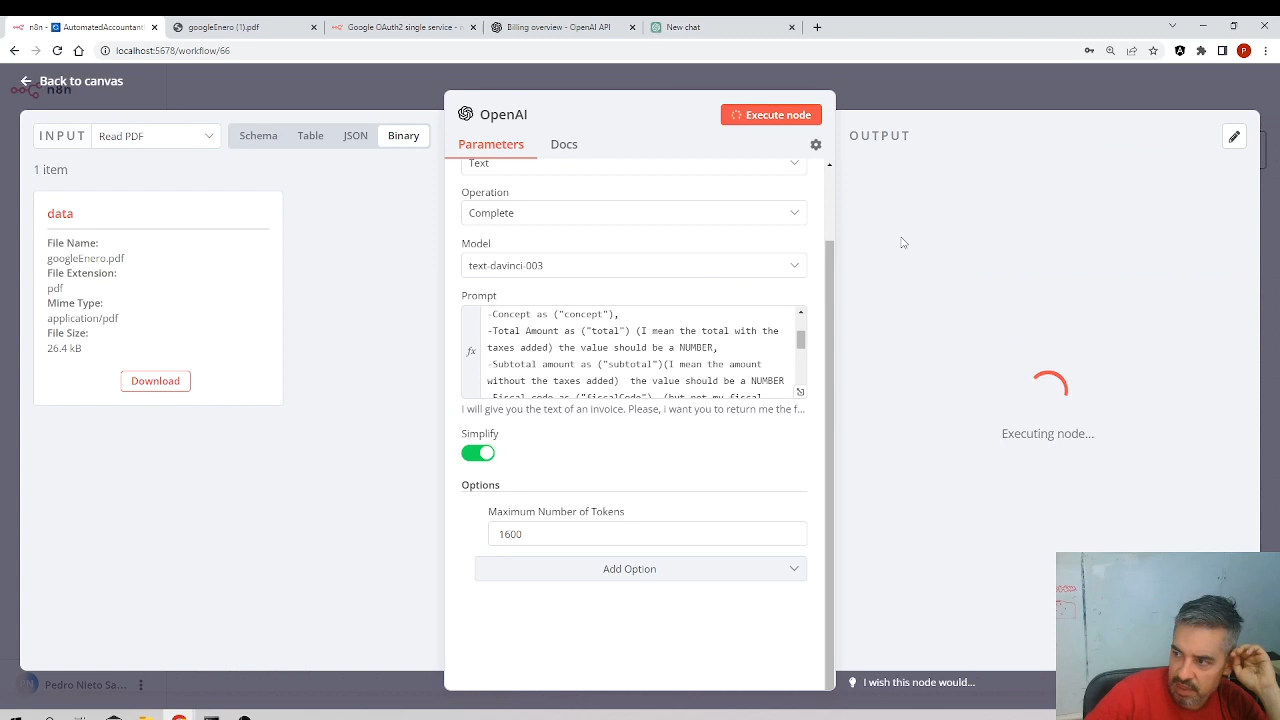 n8n - AutomatedAccountant
googleEnero (1).pdf
Google OAuth2 single service - n
Billing overview - OpenAI API
New chat
localhost:5678/workflow/66
P
Back to canvas
n8n
INPUT
Read PDF
Schema
Table
JSON
Binary
1 item
data
File Name:
googleEnero.pdf
File Extension:
pdf
Mime Type:
application/pdf
File Size:
26.4 kB
Download
OpenAI
Execute node
Parameters
Docs
Text
Operation
Complete
Model
text-davinci-003
Prompt
fx
-Concept as ("concept"),
-Total Amount as ("total") (I mean the total with the
taxes added) the value should be a NUMBER,
-Subtotal amount as ("subtotal")(I mean the amount
without the taxes added)  the value should be a NUMBER
-Fiscal code as ("fiscalCode")  (but not my fiscal
I will give you the text of an invoice. Please, i want you to return me the f...
Simplify
Options
Maximum Number of Tokens
1600
Add Option
OUTPUT
Executing node...
I wish this node would...
Pedro Nieto Sa...